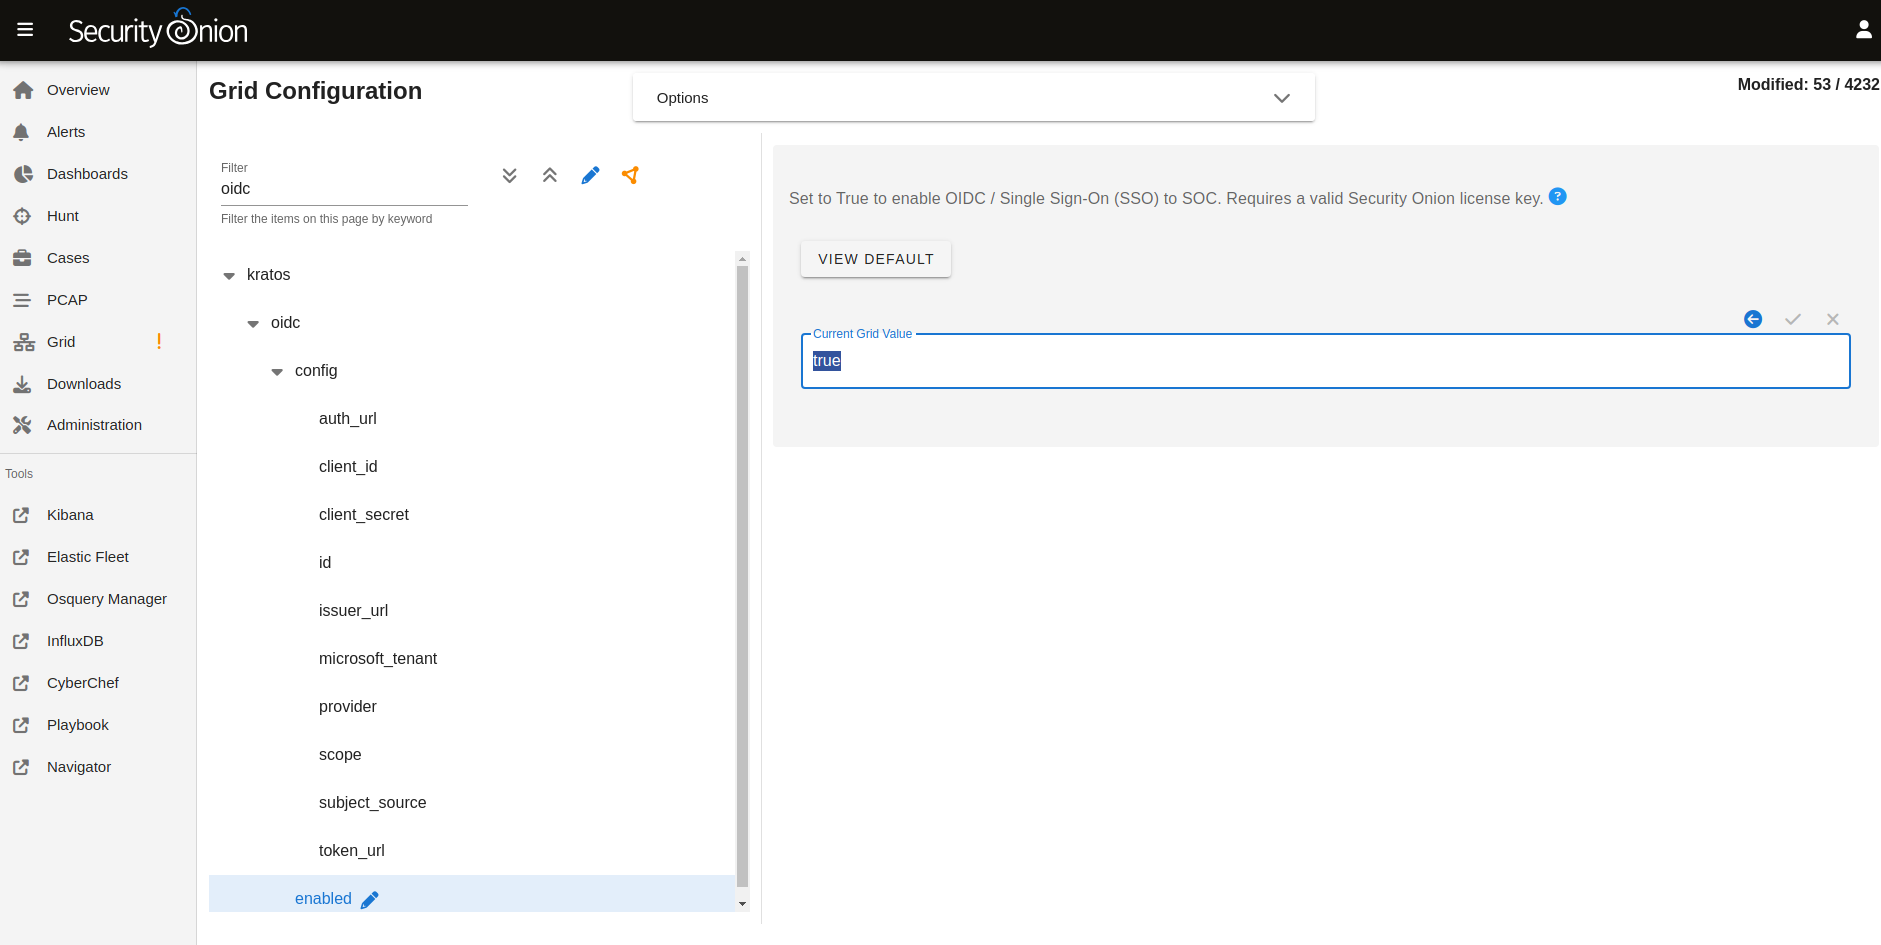 Security Onion
Overview
Alerts
Dashboards
Hunt
Cases
PCAP
Grid
Downloads
Administration
Tools
Kibana
Elastic Fleet
Osquery Manager
InfluxDB
CyberChef
Playbook
Navigator
Grid Configuration
Options
Modified: 53 / 4232
Filter
oidc
Filter the items on this page by keyword
kratos
oidc
config
auth_url
client_id
client_secret
id
issuer_url
microsoft_tenant
provider
scope
subject_source
token_url
enabled
Set to True to enable OIDC / Single Sign-On (SSO) to SOC. Requires a valid Security Onion license key.
VIEW DEFAULT
Current Grid Value
true